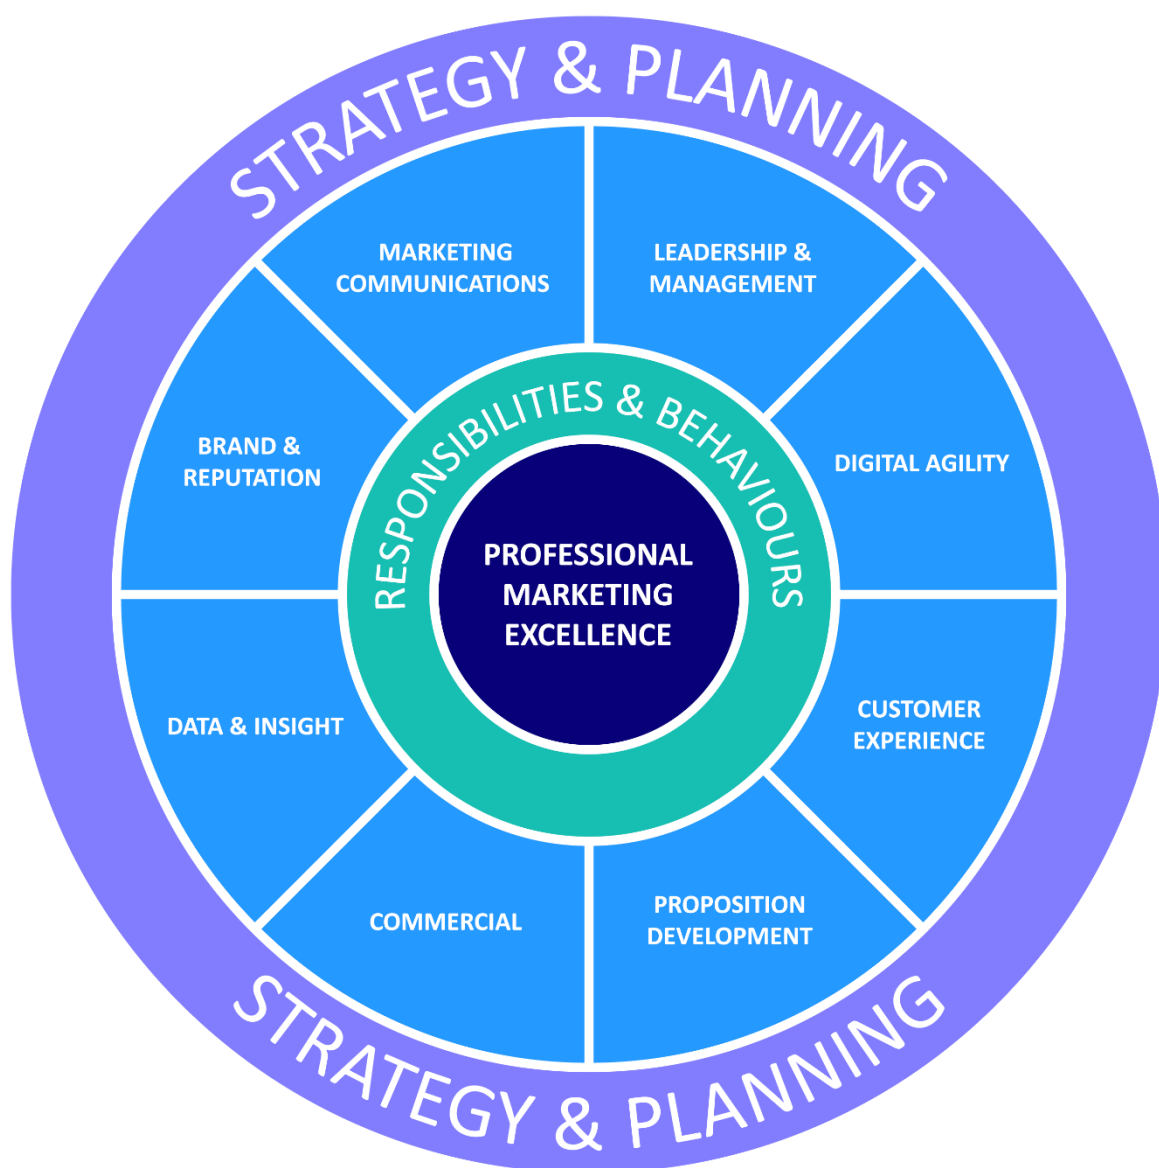 STRATEGY & PLANNING
MARKETING
COMMUNICATIONS
LEADERSHIP &
MANAGEMENT
BRAND &
REPUTATION
DIGITAL AGILITY
RESPONSIBILITIES & BEHAVIOURS
PROFESSIONAL
MARKETING
EXCELLENCE
DATA & INSIGHT
CUSTOMER
EXPERIENCE
COMMERCIAL
PROPOSITION
DEVELOPMENT
STRATEGY & PLANNING